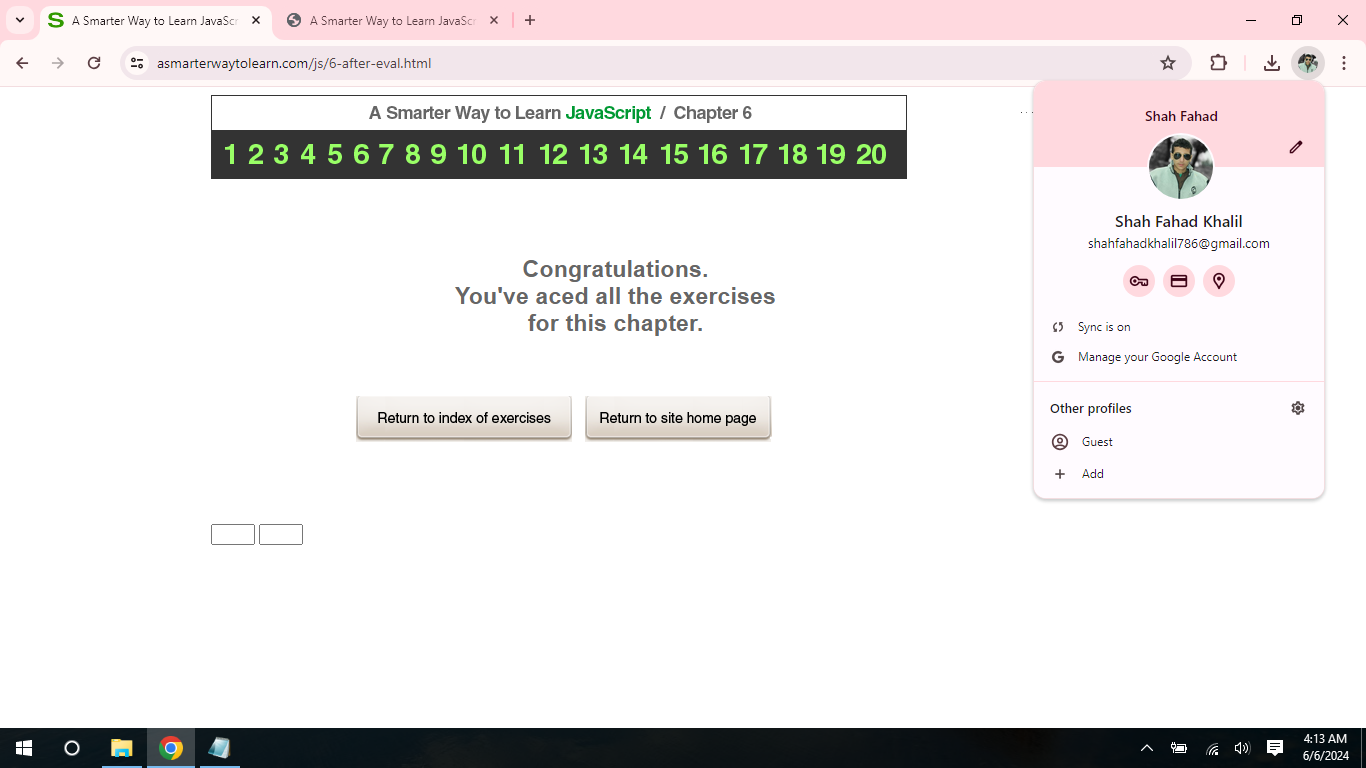 A Smarter Way to Learn JavaSc
A Smarter Way to Learn JavaSc
asmarterwaytolearn.com/js/6-after-eval.html
A Smarter Way to Learn JavaScript / Chapter 6
1 2 3 4 5 6 7 8 9 10 11 12 13 14 15 16 17 18 19 20
Congratulations.
You've aced all the exercises
for this chapter.
Return to index of exercises
Return to site home page
Shah Fahad
Shah Fahad Khalil
shahfahadkhalil786@gmail.com
Sync is on
Manage your Google Account
Other profiles
Guest
Add
4:13 AM
6/6/2024